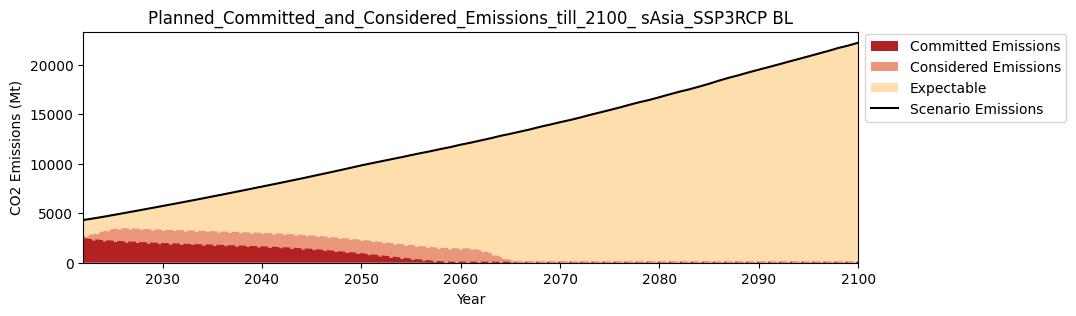 Planned_Committed_and_Considered_Emissions_till_2100_ sAsia_SSP3RCP BL
Committed Emissions
Considered Emissions
Expectable
Scenario Emissions
CO2 Emissions (Mt)
20000
15000
10000
5000
0
2030 2040 2050 2060 2070 2080 2090 2100
Year